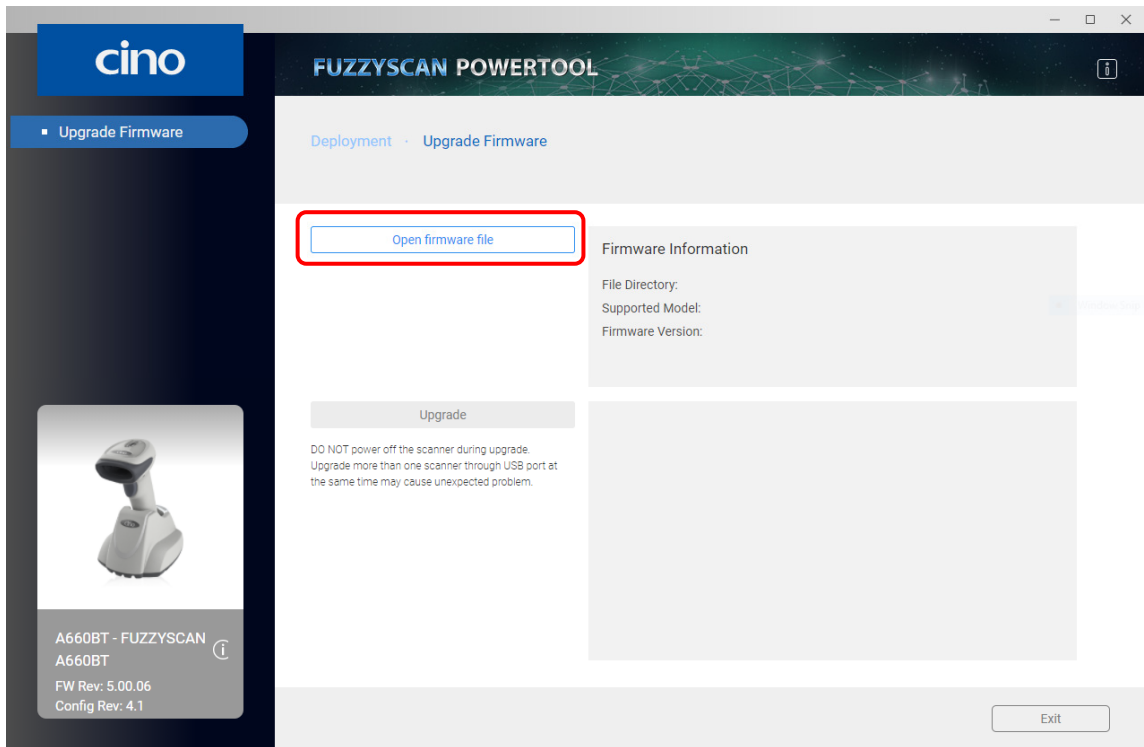 cino
FUZZYSCAN POWERTOOL
Upgrade Firmware
Deployment · Upgrade Firmware
Open firmware file
Firmware Information
File Directory:
Supported Model:
Firmware Version:
Upgrade
DO NOT power off the scanner during upgrade.
Upgrade more than one scanner through USB port at
the same time may cause unexpected problem.
A660BT - FUZZYSCAN
A660BT
FW Rev: 5.00.06
Config Rev: 4.1
Exit